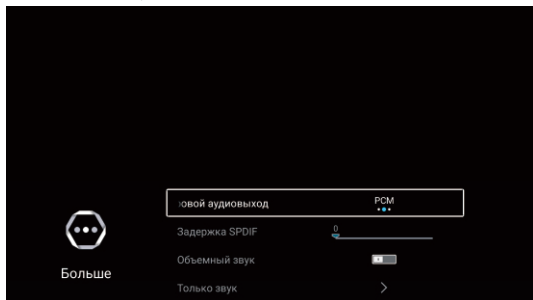 овой аудиовыход
PCM
Задержка SPDIF
0
Объемный звук
Только звук
Больше